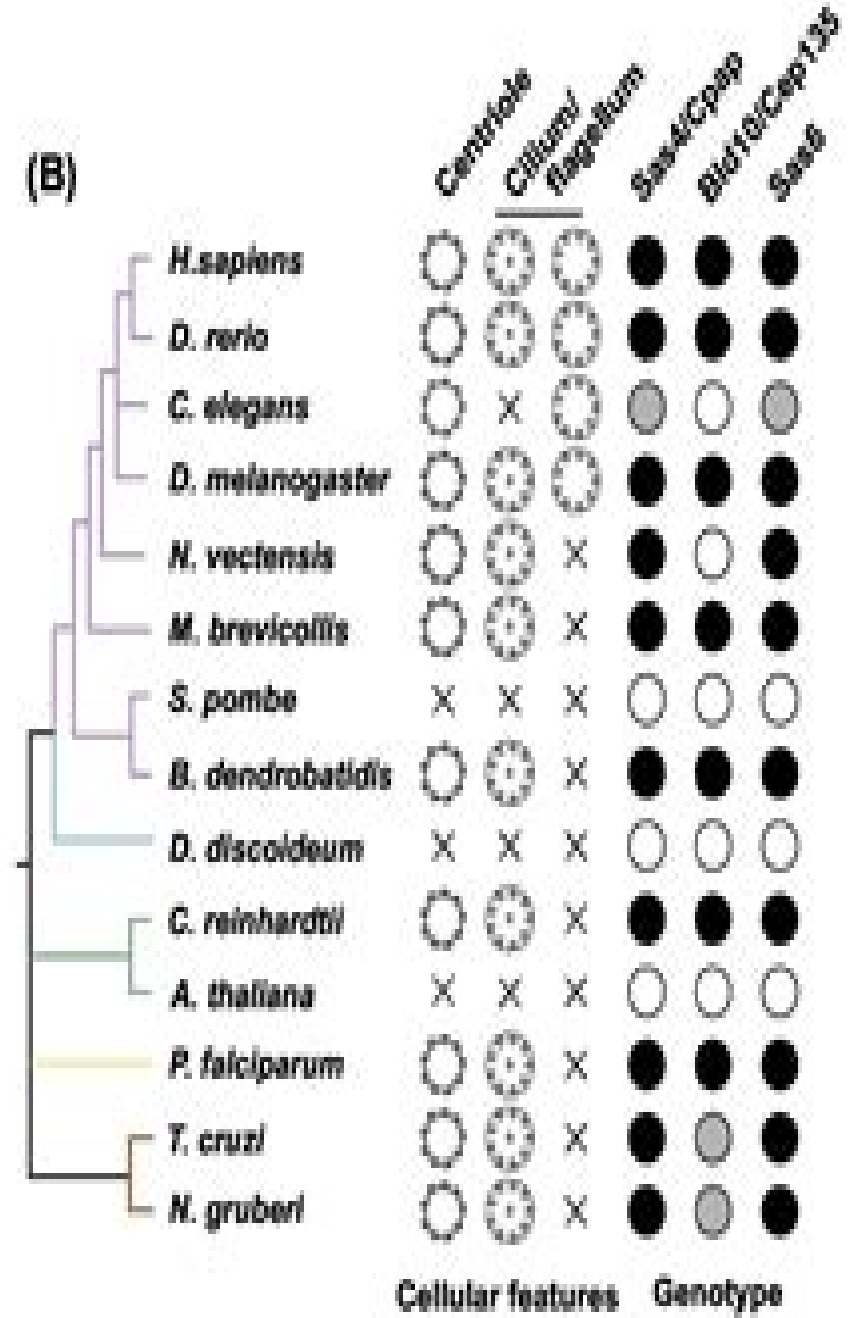 (B)
Centriole
Cilium/
flagellum
Sas4/Cpap
Bld10/Cep135
Sas6
H.sapiens
D. rerio
C. elegans
D. melanogaster
N. vectensis
M. brevicollis
S. pombe
B. dendrobatidis
D. discoideum
C. reinhardtii
A. thaliana
P. falciparum
T. cruzi
N. gruberi
Cellular features
Genotype